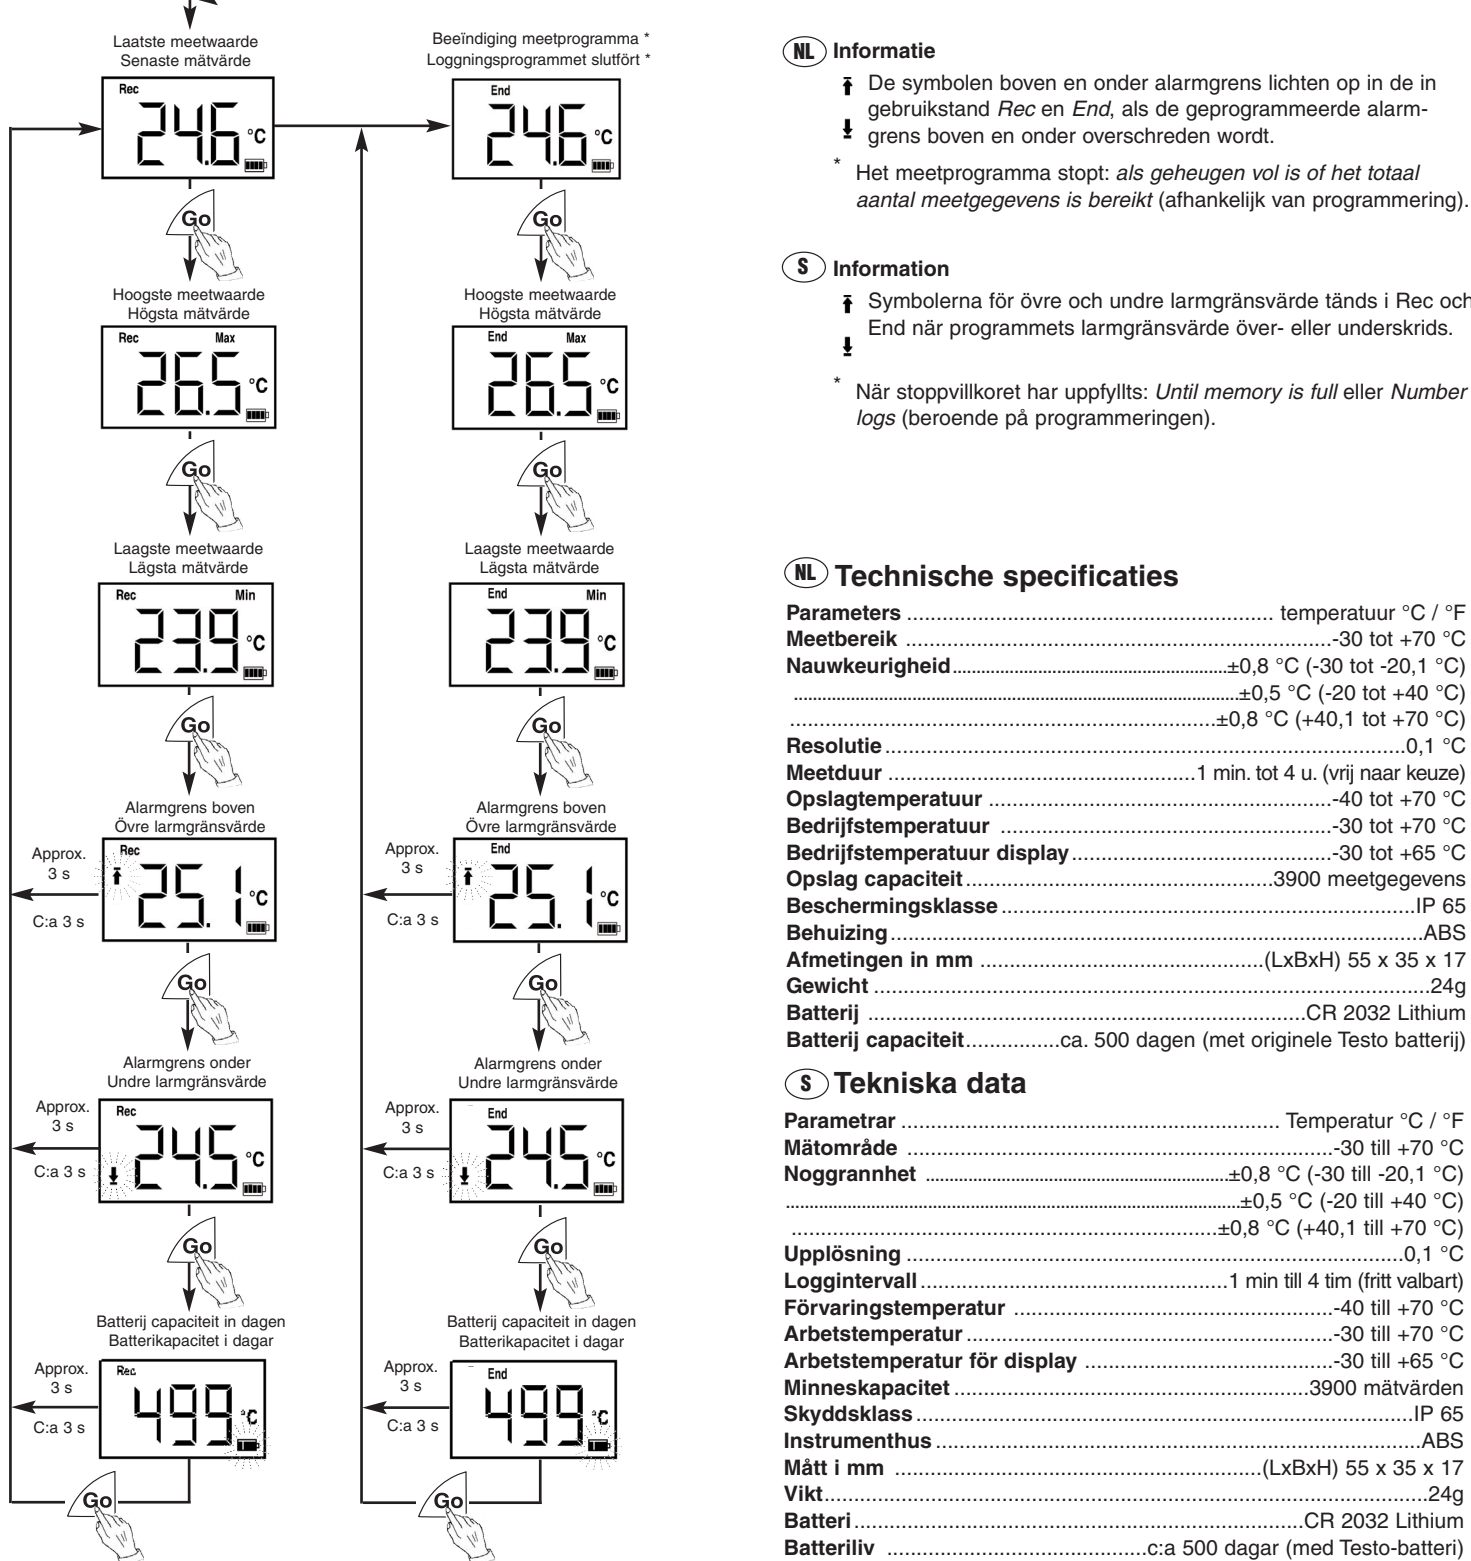 Laatste meetwaarde
Senaste mätvärde
Rec
24.6 °C
Go
Hoogste meetwaarde
Högsta mätvärde
Rec Max
26.5 °C
Go
Laagste meetwaarde
Lägsta mätvärde
Rec Min
23.9 °C
Go
Alarmgrens boven
Övre larmgränsvärde
Approx.
3 s
C:a 3 s
Rec
25.1 °C
Go
Alarmgrens onder
Undre larmgränsvärde
Approx.
3 s
C:a 3 s
Rec
24.5 °C
Go
Batterij capaciteit in dagen
Batterikapacitet i dagar
Approx.
3 s
C:a 3 s
Rec
499 °C
Go
Beeïndiging meetprogramma *
Loggningsprogrammet slutfört *
End
24.6 °C
Go
Hoogste meetwaarde
Högsta mätvärde
End Max
26.5 °C
Go
Laagste meetwaarde
Lägsta mätvärde
End Min
23.9 °C
Go
Alarmgrens boven
Övre larmgränsvärde
Approx.
3 s
C:a 3 s
End
25.1 °C
Go
Alarmgrens onder
Undre larmgränsvärde
Approx.
3 s
C:a 3 s
End
24.5 °C
Go
Batterij capaciteit in dagen
Batterikapacitet i dagar
Approx.
3 s
C:a 3 s
End
499 °C
Go
NL Informatie
De symbolen boven en onder alarmgrens lichten op in de in
gebruikstand Rec en End, als de geprogrammeerde alarm-
grens boven en onder overschreden wordt.
* Het meetprogramma stopt: als geheugen vol is of het totaal
aantal meetgegevens is bereikt (afhankelijk van programmering).
S Information
Symbolerna för övre och undre larmgränsvärde tänds i Rec och
End när programmets larmgränsvärde över- eller underskrids.
* När stoppvillkoret har uppfyllts: Until memory is full eller Number
logs (beroende på programmeringen).
NL Technische specificaties
Parameters ........ temperatuur °C / °F
Meetbereik ........-30 tot +70 °C
Nauwkeurigheid........±0,8 °C (-30 tot -20,1 °C)
........±0,5 °C (-20 tot +40 °C)
........±0,8 °C (+40,1 tot +70 °C)
Resolutie........0,1 °C
Meetduur ........1 min. tot 4 u. (vrij naar keuze)
Opslagtemperatuur ........-40 tot +70 °C
Bedrijfstemperatuur ........-30 tot +70 °C
Bedrijfstemperatuur display........-30 tot +65 °C
Opslag capaciteit........3900 meetgegevens
Beschermingsklasse........IP 65
Behuizing........ABS
Afmetingen in mm ........(LxBxH) 55 x 35 x 17
Gewicht ........24g
Batterij ........CR 2032 Lithium
Batterij capaciteit........ca. 500 dagen (met originele Testo batterij)
S Tekniska data
Parametrar ........ Temperatur °C / °F
Mätområde ........-30 till +70 °C
Noggrannhet ........±0,8 °C (-30 till -20,1 °C)
........±0,5 °C (-20 till +40 °C)
........±0,8 °C (+40,1 till +70 °C)
Upplösning ........0,1 °C
Loggintervall........1 min till 4 tim (fritt valbart)
Förvaringstemperatur ........-40 till +70 °C
Arbetstemperatur........-30 till +70 °C
Arbetstemperatur för display ........-30 till +65 °C
Minneskapacitet........3900 mätvärden
Skyddsklass........IP 65
Instrumenthus........ABS
Mått i mm ........(LxBxH) 55 x 35 x 17
Vikt........24g
Batteri........CR 2032 Lithium
Batteriliv ........c:a 500 dagar (med Testo-batteri)